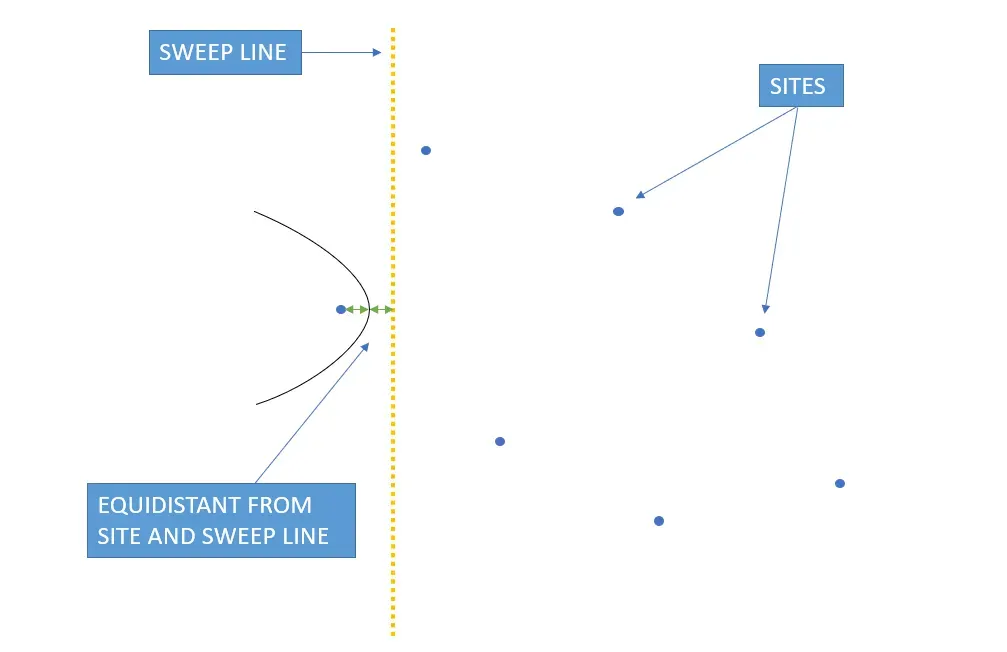 SWEEP LINE
SITES
EQUIDISTANT FROM
SITE AND SWEEP LINE